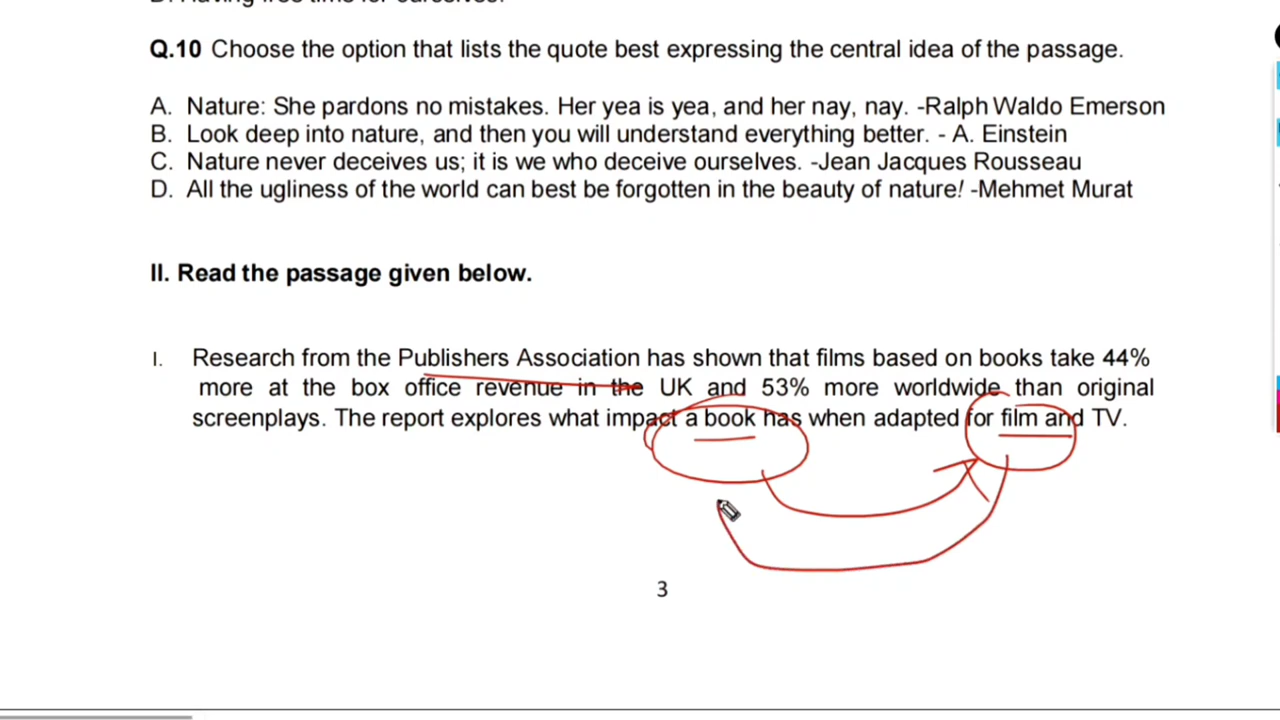 Q.10 Choose the option that lists the quote best expressing the central idea of the passage.
A. Nature: She pardons no mistakes. Her yea is yea, and her nay, nay. -Ralph Waldo Emerson
B. Look deep into nature, and then you will understand everything better. - A. Einstein
C. Nature never deceives us; it is we who deceive ourselves. -Jean Jacques Rousseau
D. All the ugliness of the world can best be forgotten in the beauty of nature! -Mehmet Murat
II. Read the passage given below.
I. Research from the Publishers Association has shown that films based on books take 44%
more at the box office revenue in the UK and 53% more worldwide than original
screenplays. The report explores what impact a book has when adapted for film and TV.
3